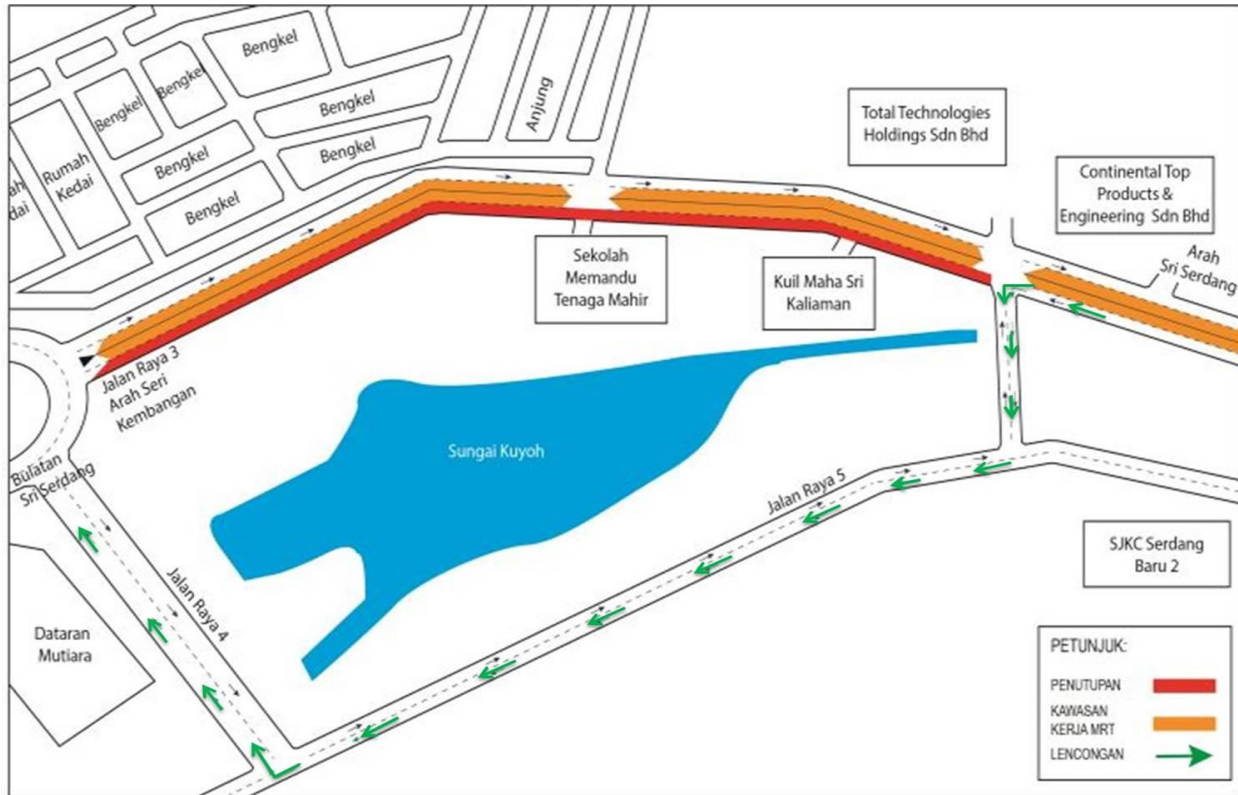 Bengkel
Bengkel
Bengkel
Bengkel
Bengkel
Bengkel
Bengkel
Rumah
Kedai
Anjung
Total Technologies
Holdings Sdn Bhd
Continental Top
Products &
Engineering Sdn Bhd
Arah
Sri Serdang
Sekolah
Memandu
Tenaga Mahir
Kuil Maha Sri
Kaliaman
Jalan Raya 3
Arah Seri
Kembangan
Bulatan
Sri Serdang
Sungai Kuyoh
Jalan Raya 5
Jalan Raya 4
SJKC Serdang
Baru 2
Dataran
Mutiara
PETUNJUK:
PENUTUPAN
KAWASAN
KERJA MRT
LENCONGAN